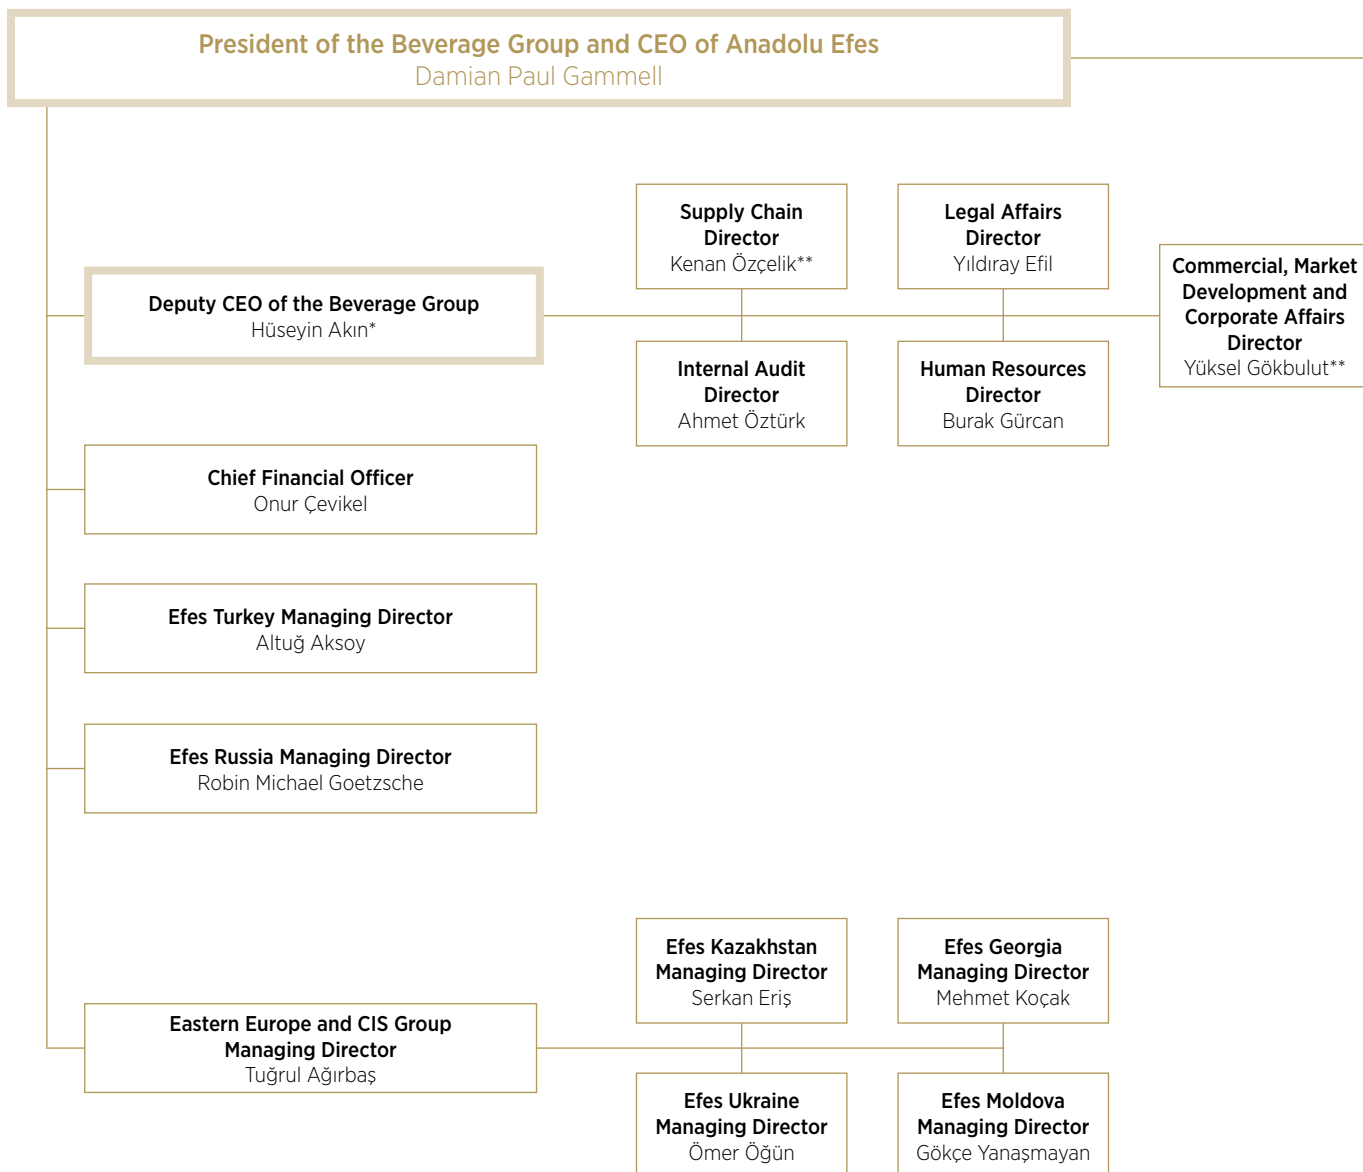 President of the Beverage Group and CEO of Anadolu Efes
Damian Paul Gammell
Supply Chain
Director
Kenan Özçelik**
Legal Affairs
Director
Yıldıray Efil
Commercial, Market
Development and
Corporate Affairs
Director
Yüksel Gökbulut**
Deputy CEO of the Beverage Group
Hüseyin Akın*
Internal Audit
Director
Ahmet Öztürk
Human Resources
Director
Burak Gürcan
Chief Financial Officer
Onur Çevikel
Efes Turkey Managing Director
Altuğ Aksoy
Efes Russia Managing Director
Robin Michael Goetzsche
Efes Kazakhstan
Managing Director
Serkan Eriş
Efes Georgia
Managing Director
Mehmet Koçak
Eastern Europe and CIS Group
Managing Director
Tuğrul Ağırbaş
Efes Ukraine
Managing Director
Ömer Öğün
Efes Moldova
Managing Director
Gökçe Yanaşmayan